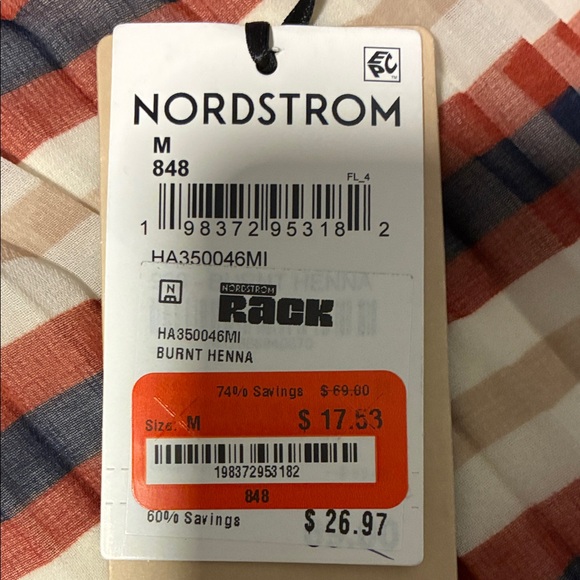 EPC
NORDSTROM
M
848
FL_4
1 98372 95318 2
HA350046MI
N
NORDSTROM
Rack
HA350046MI
BURNT HENNA
74% Savings $ 69.00
Size: M $ 17.53
198372953182
848
60% Savings $ 26.97